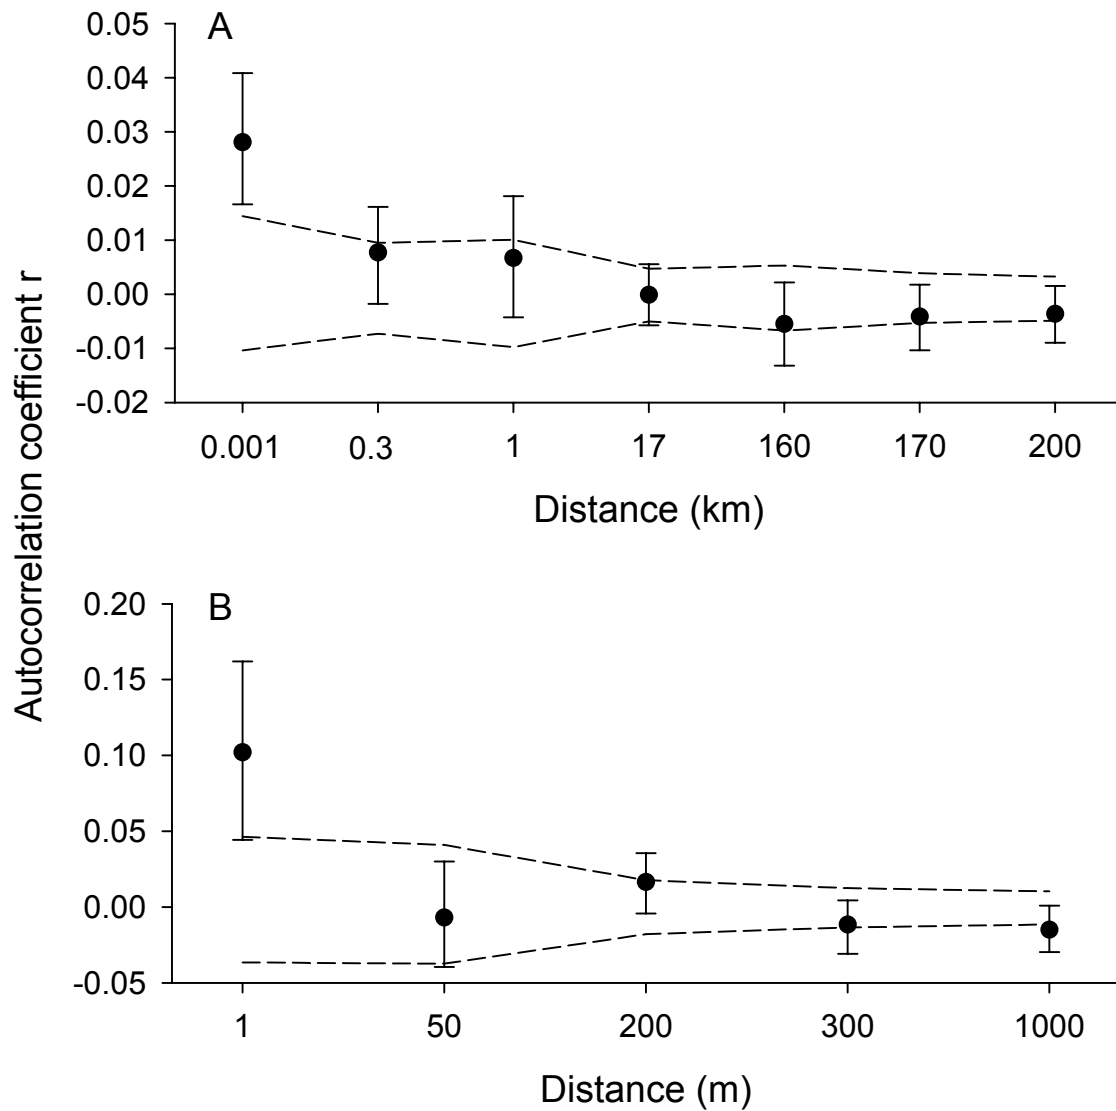 A
0.05
0.04
0.03
0.02
0.01
0.00
-0.01
-0.02
0.001 0.3 1 17 160 170 200
Distance (km)
Autocorrelation coefficient r
B
0.20
0.15
0.10
0.05
0.00
-0.05
1 50 200 300 1000
Distance (m)